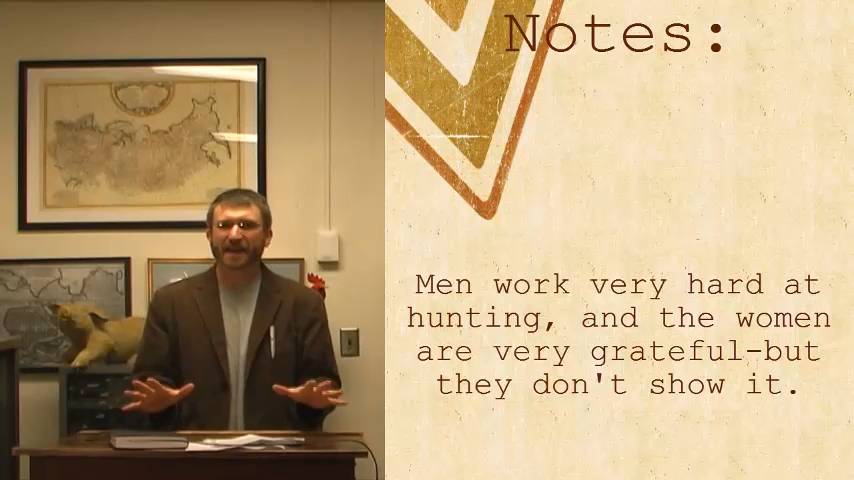 Notes:
Men work very hard at
hunting, and the women
are very grateful-but
they don't show it.